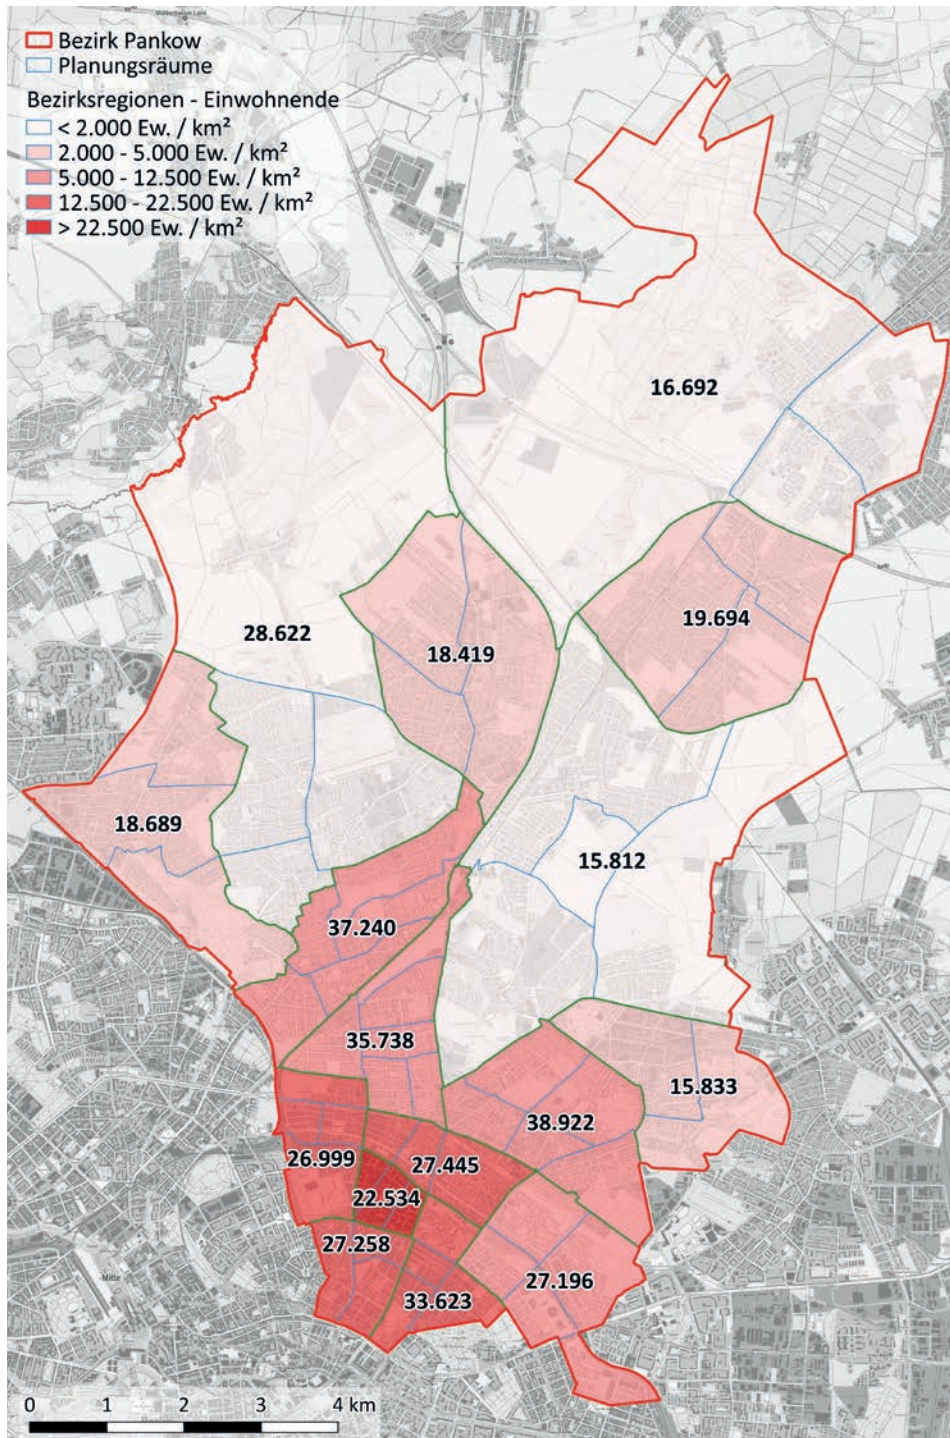 Bezirk Pankow
Planungsräume
Bezirksregionen - Einwohnende
< 2.000 Ew. / km²
2.000 - 5.000 Ew. / km²
5.000 - 12.500 Ew. / km²
12.500 - 22.500 Ew. / km²
> 22.500 Ew. / km²
16.692
19.694
28.622
18.419
18.689
15.812
37.240
35.738
15.833
38.922
26.999
27.445
22.534
27.258
27.196
33.623
Mitte
0 1 2 3 4 km